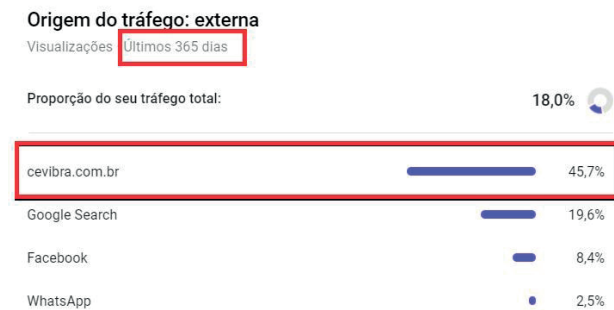 Origem do tráfego: externa
Visualizações Últimos 365 dias
Proporção do seu tráfego total: 18,0%
cevibra.com.br 45,7%
Google Search 19,6%
Facebook 8,4%
WhatsApp 2,5%